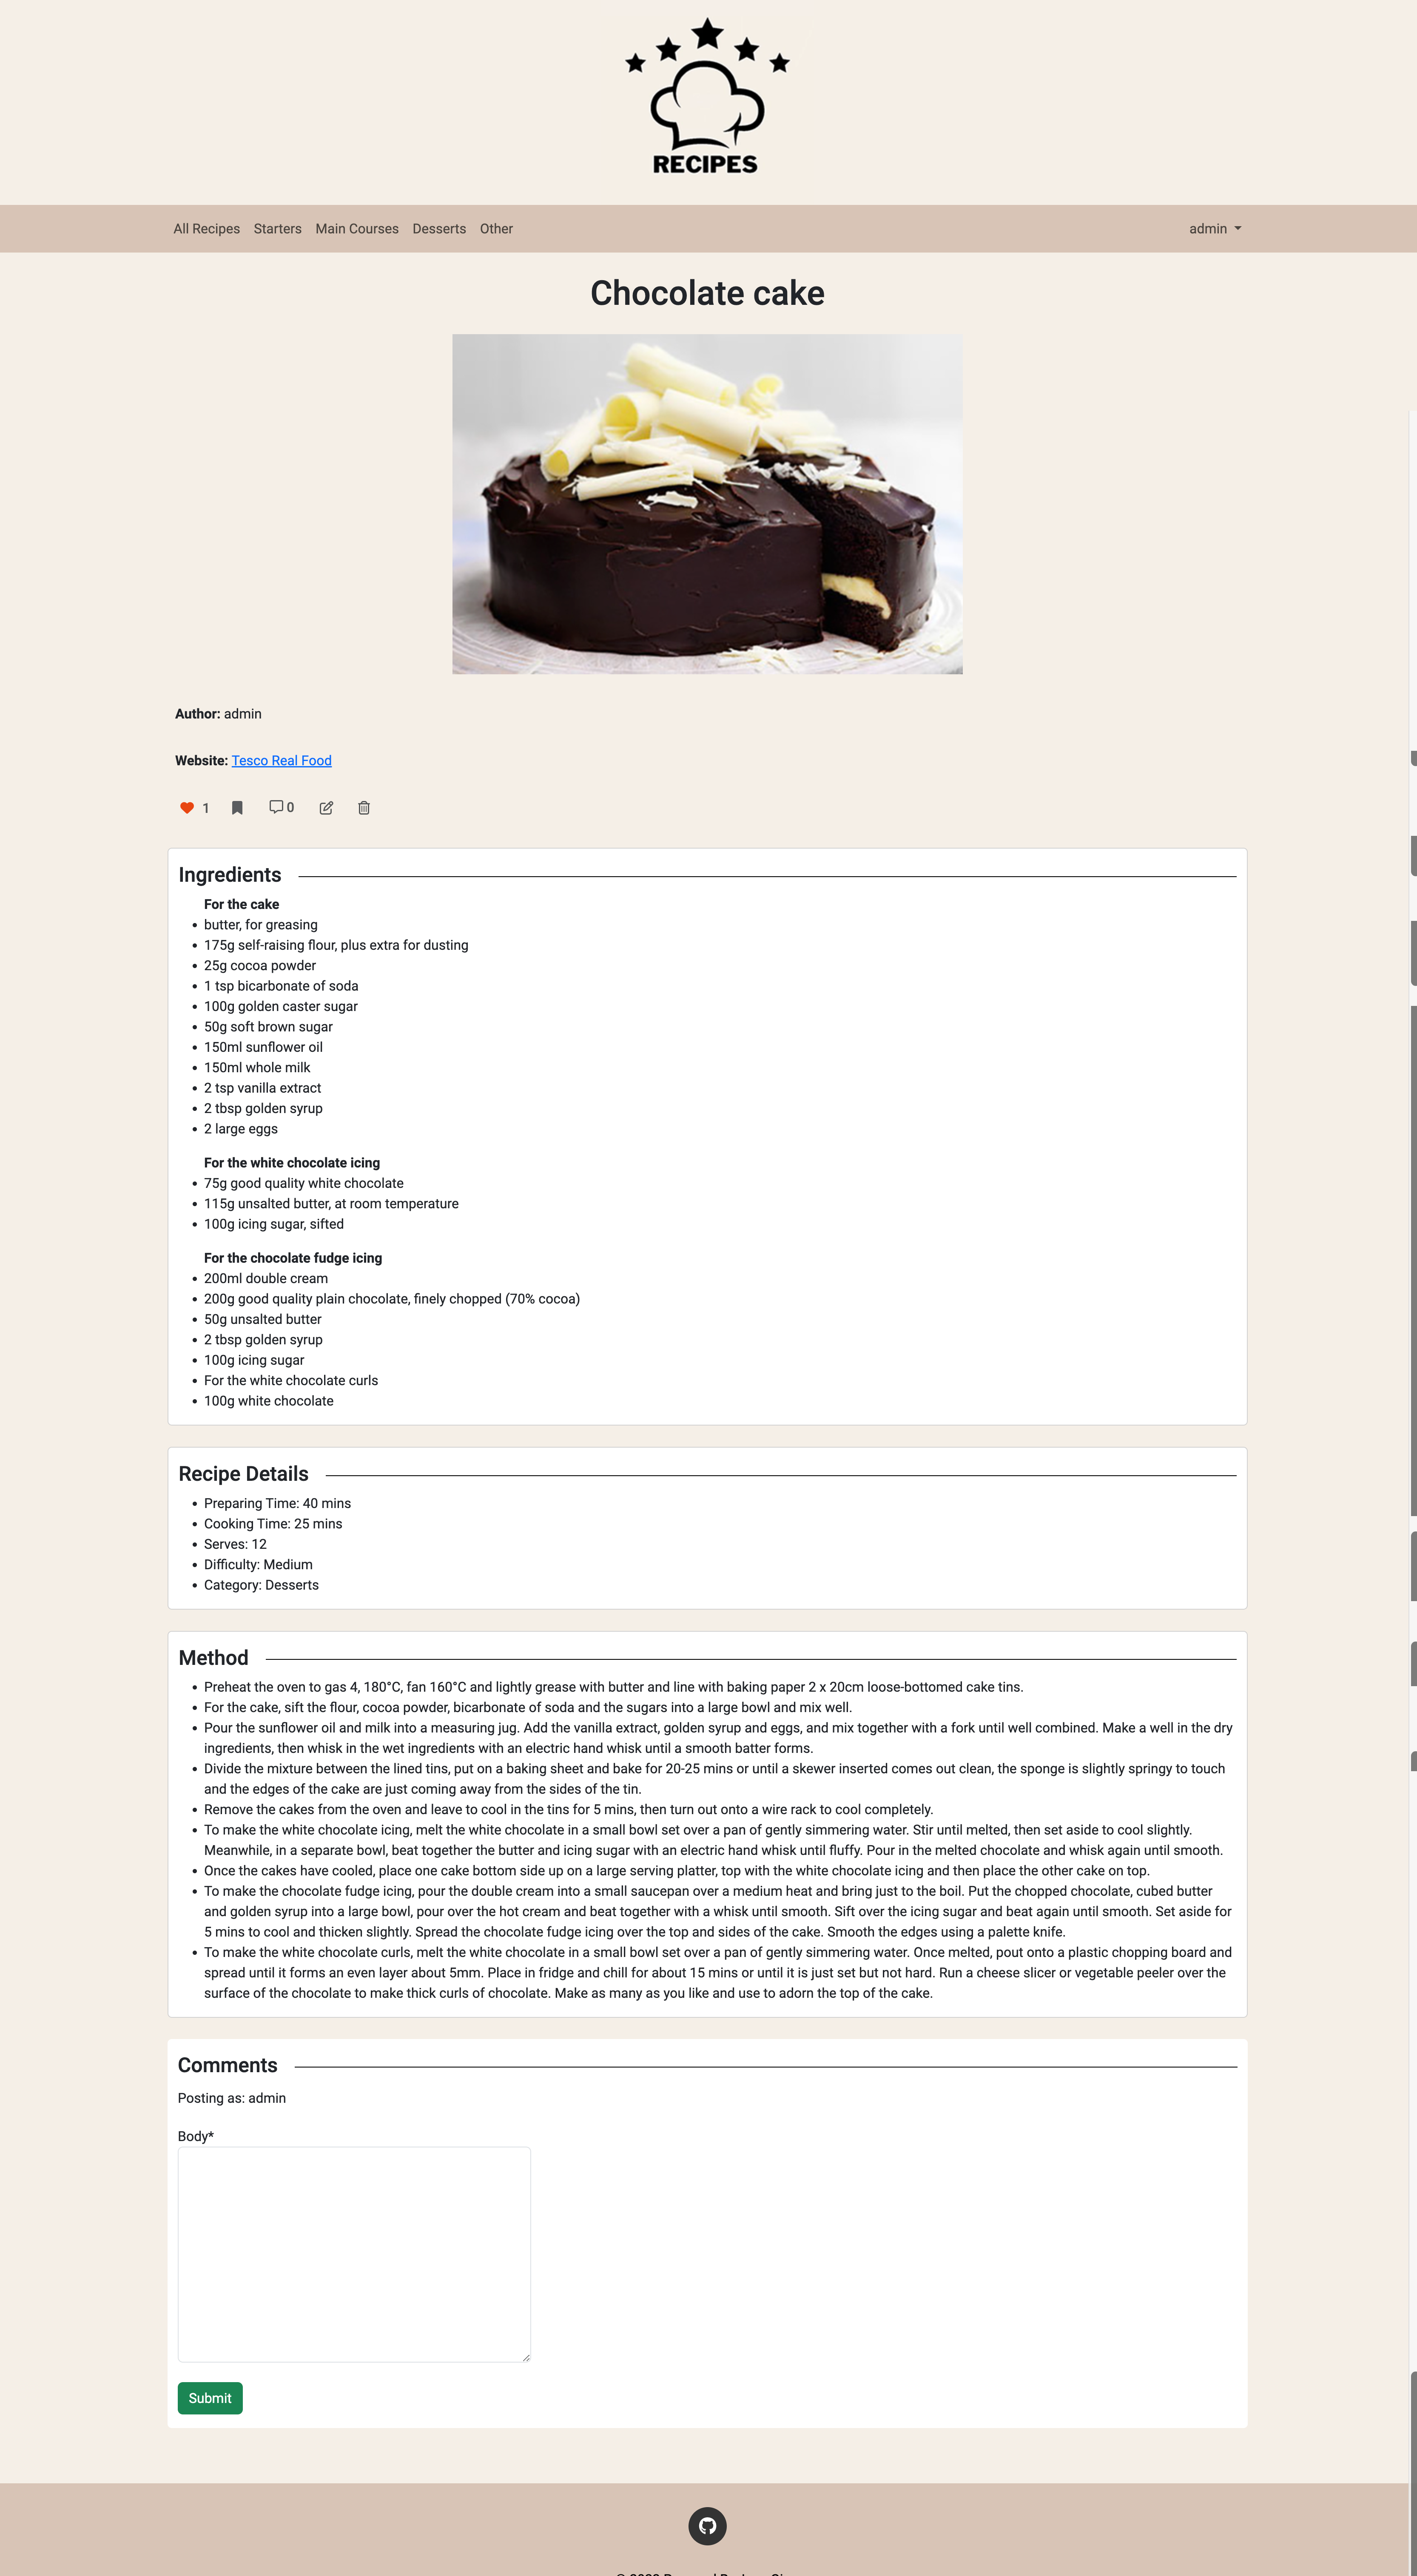 RECIPES
All Recipes Starters Main Courses Desserts Other admin
Chocolate cake
Author: admin
Website: Tesco Real Food
1 0
Ingredients
For the cake
butter, for greasing
175g self-raising flour, plus extra for dusting
25g cocoa powder
1 tsp bicarbonate of soda
100g golden caster sugar
50g soft brown sugar
150ml sunflower oil
150ml whole milk
2 tsp vanilla extract
2 tbsp golden syrup
2 large eggs
For the white chocolate icing
75g good quality white chocolate
115g unsalted butter, at room temperature
100g icing sugar, sifted
For the chocolate fudge icing
200ml double cream
200g good quality plain chocolate, finely chopped (70% cocoa)
50g unsalted butter
2 tbsp golden syrup
100g icing sugar
For the white chocolate curls
100g white chocolate
Recipe Details
Preparing Time: 40 mins
Cooking Time: 25 mins
Serves: 12
Difficulty: Medium
Category: Desserts
Method
Preheat the oven to gas 4, 180°C, fan 160°C and lightly grease with butter and line with baking paper 2 x 20cm loose-bottomed cake tins.
For the cake, sift the flour, cocoa powder, bicarbonate of soda and the sugars into a large bowl and mix well.
Pour the sunflower oil and milk into a measuring jug. Add the vanilla extract, golden syrup and eggs, and mix together with a fork until well combined. Make a well in the dry
ingredients, then whisk in the wet ingredients with an electric hand whisk until a smooth batter forms.
Divide the mixture between the lined tins, put on a baking sheet and bake for 20-25 mins or until a skewer inserted comes out clean, the sponge is slightly springy to touch
and the edges of the cake are just coming away from the sides of the tin.
Remove the cakes from the oven and leave to cool in the tins for 5 mins, then turn out onto a wire rack to cool completely.
To make the white chocolate icing, melt the white chocolate in a small bowl set over a pan of gently simmering water. Stir until melted, then set aside to cool slightly.
Meanwhile, in a separate bowl, beat together the butter and icing sugar with an electric hand whisk until fluffy. Pour in the melted chocolate and whisk again until smooth.
Once the cakes have cooled, place one cake bottom side up on a large serving platter, top with the white chocolate icing and then place the other cake on top.
To make the chocolate fudge icing, pour the double cream into a small saucepan over a medium heat and bring just to the boil. Put the chopped chocolate, cubed butter
and golden syrup into a large bowl, pour over the hot cream and beat together with a whisk until smooth. Sift over the icing sugar and beat again until smooth. Set aside for
5 mins to cool and thicken slightly. Spread the chocolate fudge icing over the top and sides of the cake. Smooth the edges using a palette knife.
To make the white chocolate curls, melt the white chocolate in a small bowl set over a pan of gently simmering water. Once melted, pout onto a plastic chopping board and
spread until it forms an even layer about 5mm. Place in fridge and chill for about 15 mins or until it is just set but not hard. Run a cheese slicer or vegetable peeler over the
surface of the chocolate to make thick curls of chocolate. Make as many as you like and use to adorn the top of the cake.
Comments
Posting as: admin
Body*
Submit